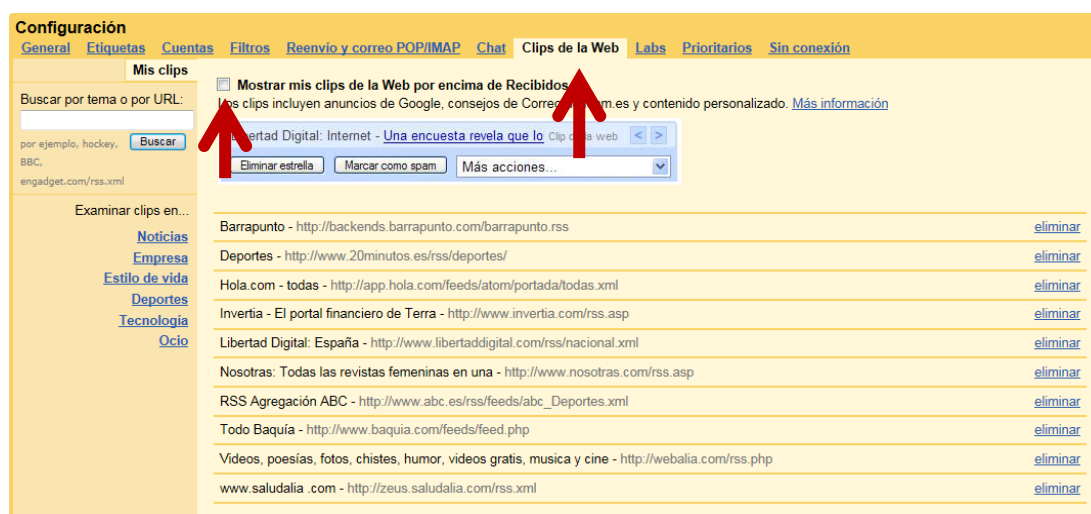 Configuración
General Etiquetas Cuentas Filtros Reenvío y correo POP/IMAP Chat Clips de la Web Labs Prioritarios Sin conexión
Mis clips
Buscar por tema o por URL:
Buscar
por ejemplo, hockey,
BBC,
engadget.com/rss.xml
Examinar clips en...
Noticias
Empresa
Estilo de vida
Deportes
Tecnología
Ocio
Mostrar mis clips de la Web por encima de Recibidos
clips incluyen anuncios de Google, consejos de y contenido personalizado. Más información
Digital: Internet - Una encuesta revela que lo web < >
Eliminar estrella Marcar como spam Más acciones...
Barrapunto - http://backends.barrapunto.com/barrapunto.rss eliminar
Deportes - http://www.20minutos.es/rss/deportes/ eliminar
Hola.com - todas - http://app.hola.com/feeds/atom/portada/todas.xml eliminar
Invertia - El portal financiero de Terra - http://www.invertia.com/rss.asp eliminar
Libertad Digital: España - http://www.libertaddigital.com/rss/nacional.xml eliminar
Nosotras: Todas las revistas femeninas en una - http://www.nosotras.com/rss.asp eliminar
RSS Agregación ABC - http://www.abc.es/rss/feeds/abc_Deportes.xml eliminar
Todo Baquía - http://www.baquia.com/feeds/feed.php eliminar
Videos, poesías, fotos, chistes, humor, videos gratis, musica y cine - http://webalia.com/rss.php eliminar
www.saludalia .com - http://zeus.saludalia.com/rss.xml eliminar